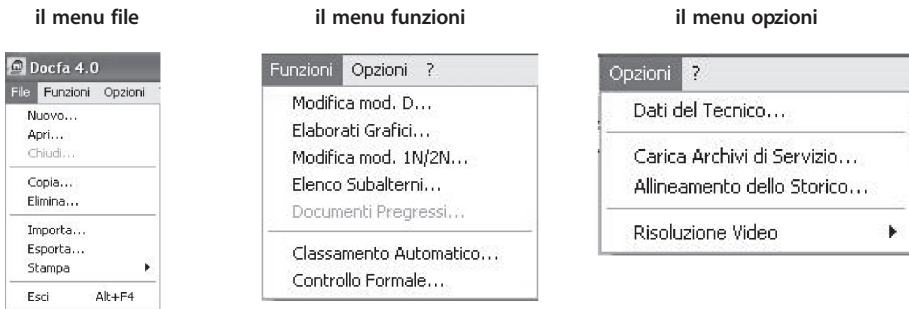 il menu file
Docfa 4.0
File Funzioni Opzioni
Nuovo...
Apri...
Chiudi...
Copia...
Elimina...
Importa...
Esporta...
Stampa
Esci Alt+F4
il menu funzioni
Funzioni Opzioni ?
Modifica mod. D...
Elaborati Grafici...
Modifica mod. 1N/2N...
Elenco Subalterni...
Documenti Pregressi...
Classamento Automatico...
Controllo Formale...
il menu opzioni
Opzioni ?
Dati del Tecnico...
Carica Archivi di Servizio...
Allineamento dello Storico...
Risoluzione Video